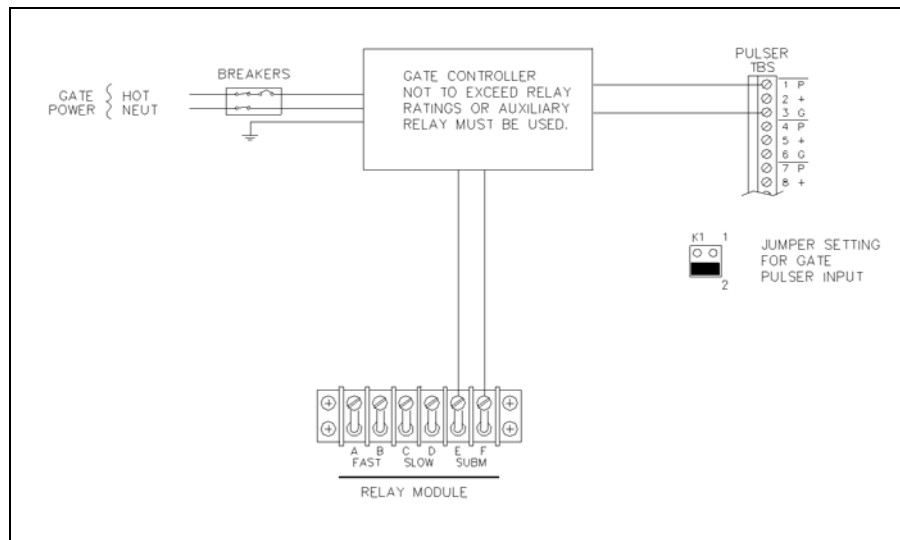 PULSER
TBS
BREAKERS
GATE POWER { HOT NEUT
GATE CONTROLLER
NOT TO EXCEED RELAY
RATINGS OR AUXILIARY
RELAY MUST BE USED.
1 P
2 +
3 G
4 P
5 +
6 G
7 P
8 +
K1 1
2
JUMPER SETTING
FOR GATE
PULSER INPUT
A B C D E F
FAST SLOW SUBM
RELAY MODULE